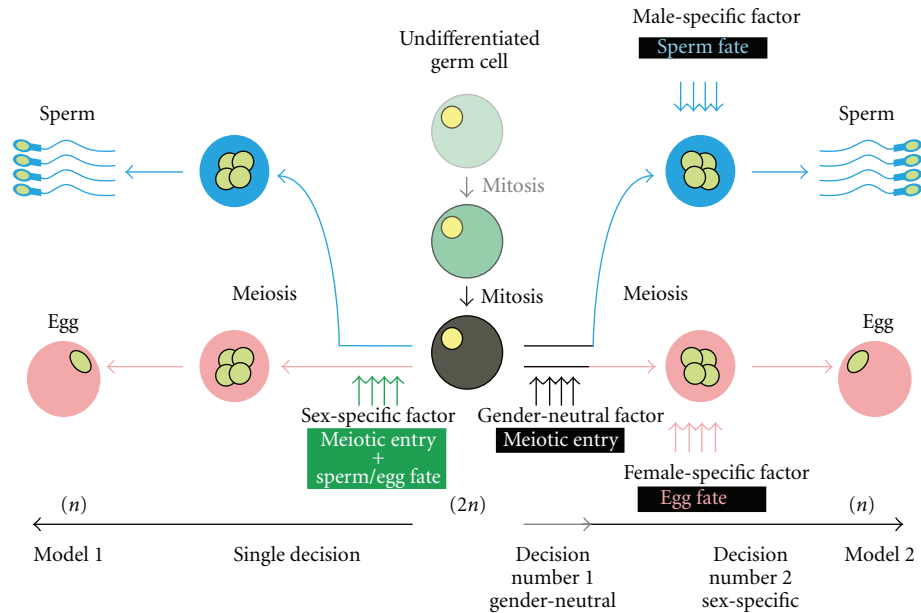 Male-specific factor
Sperm fate
Undifferentiated
germ cell
Sperm
Sperm
Mitosis
Mitosis
Meiosis
Meiosis
Egg
Egg
Sex-specific factor
Meiotic entry
+
sperm/egg fate
Gender-neutral factor
Meiotic entry
Female-specific factor
Egg fate
(n)
(2n)
(n)
Model 1
Single decision
Decision
number 1
gender-neutral
Decision
number 2
sex-specific
Model 2